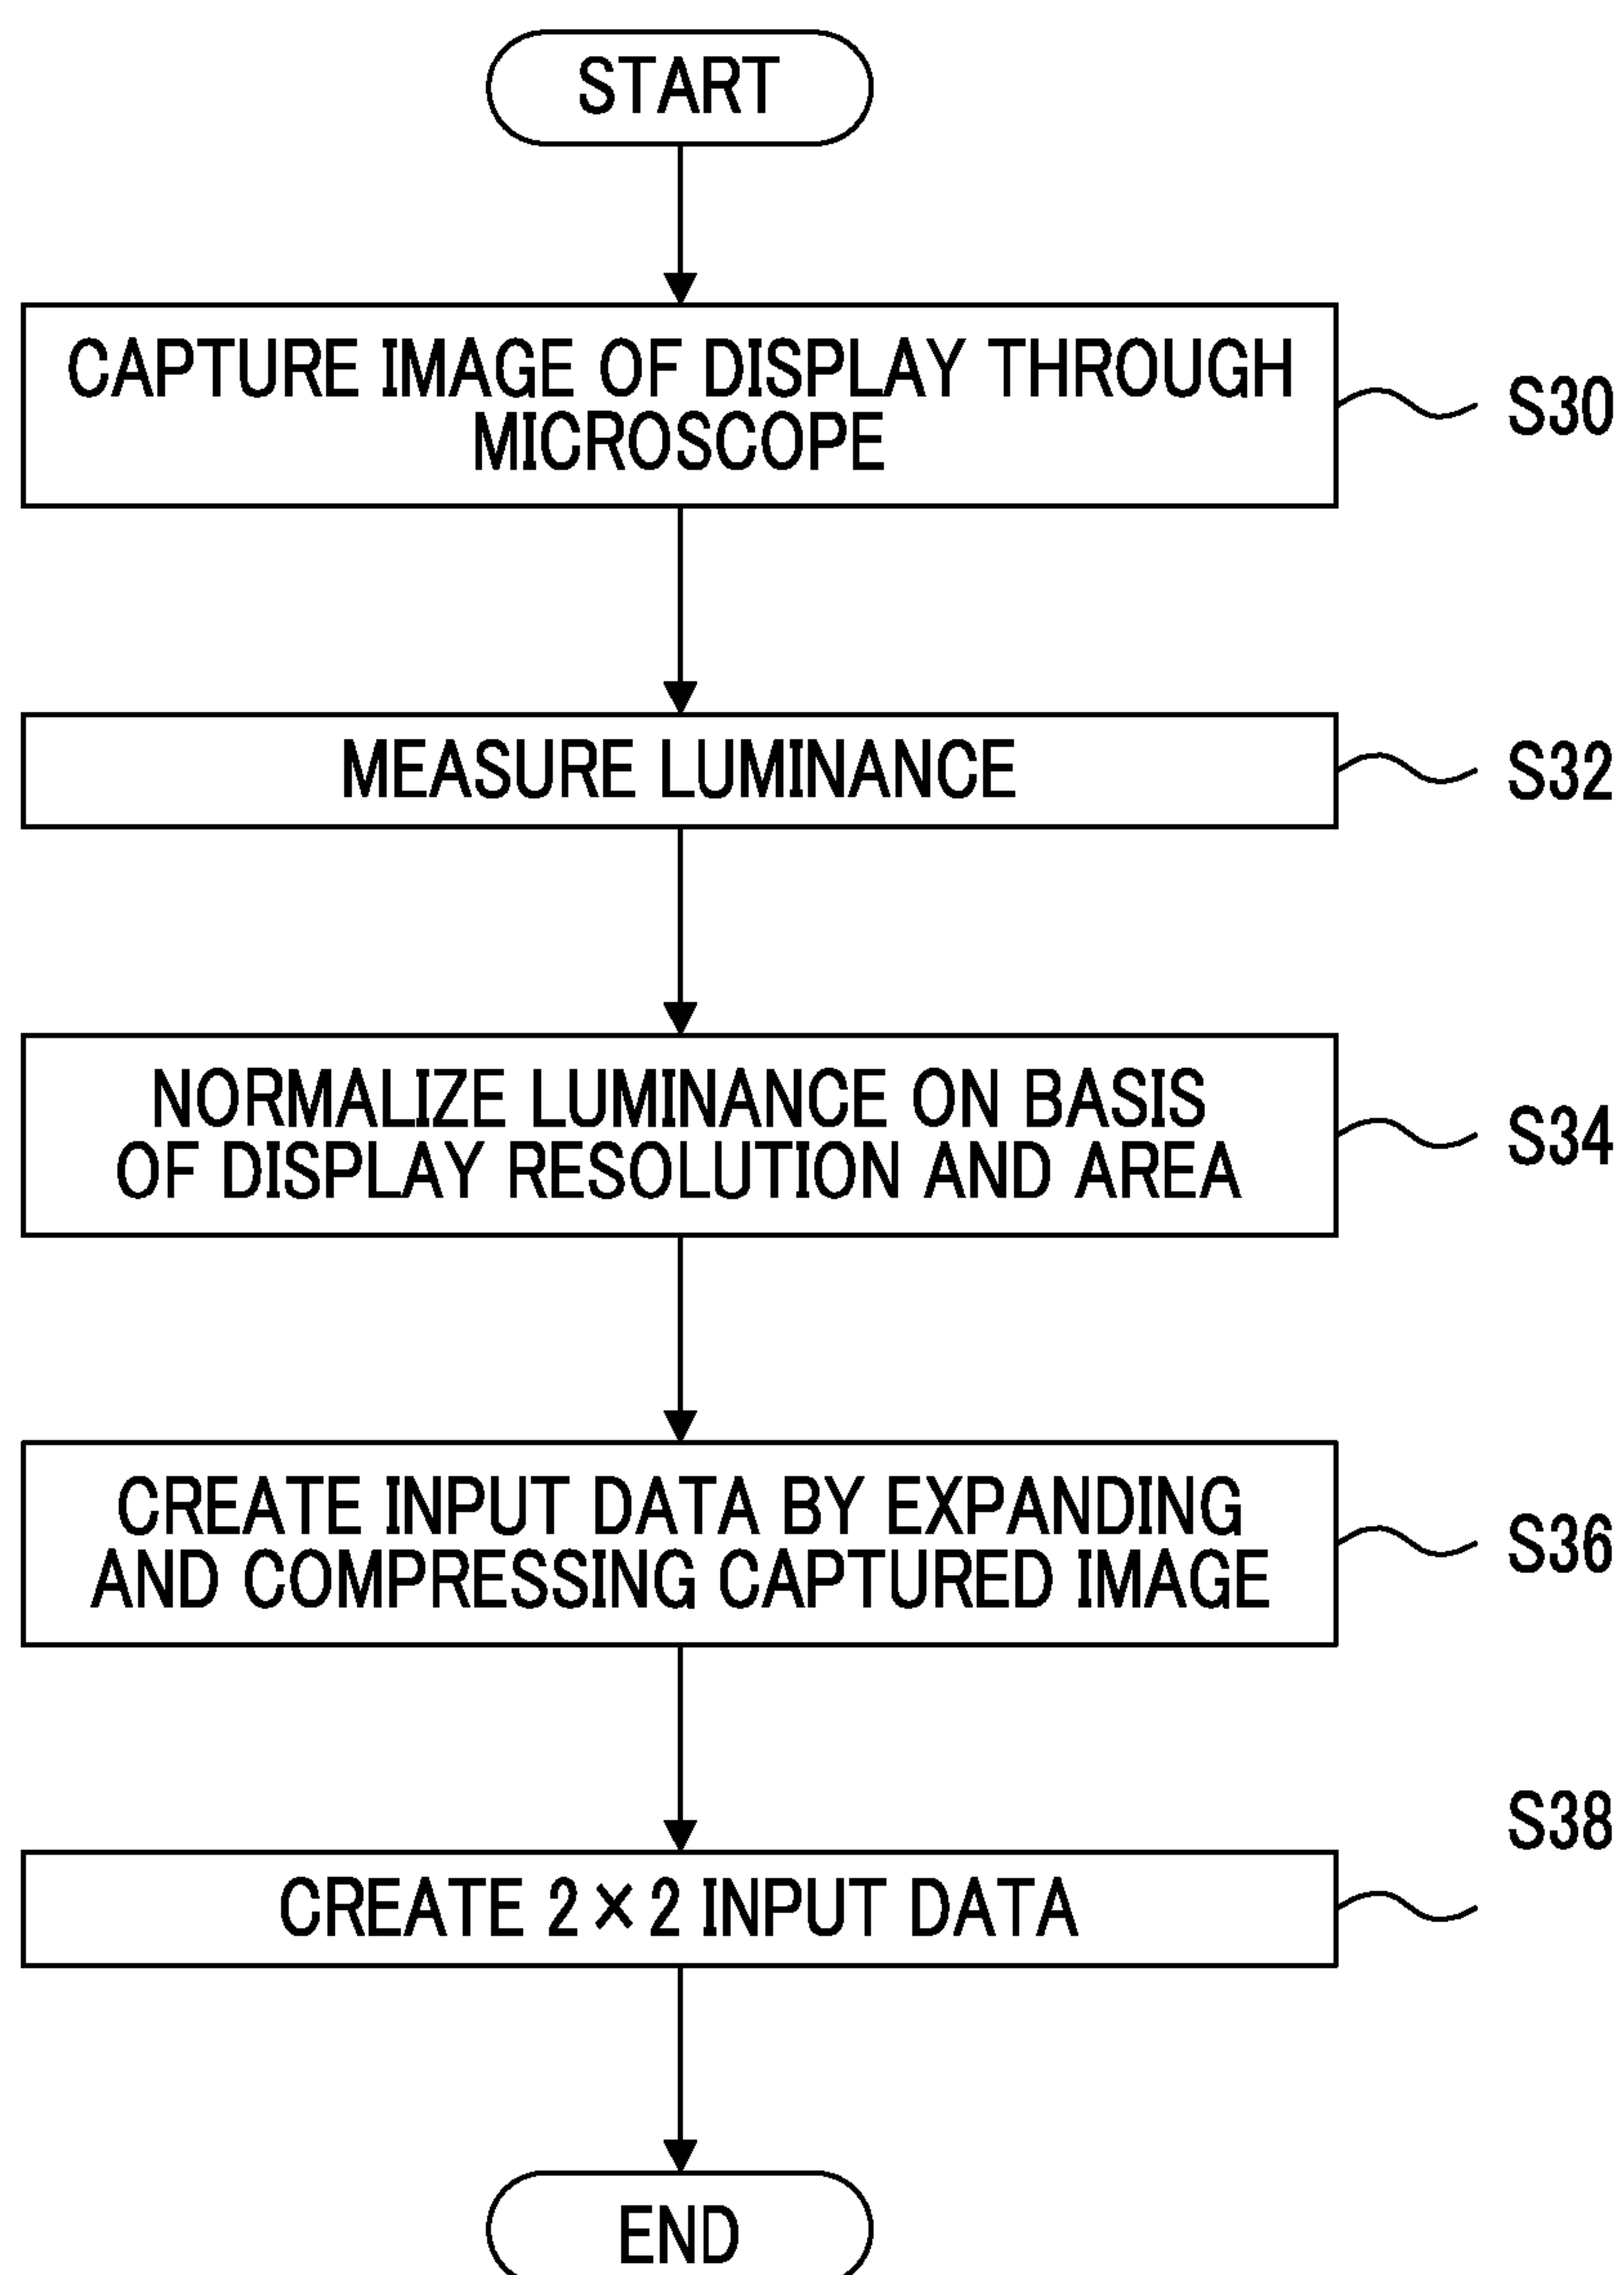 START
CAPTURE IMAGE OF DISPLAY THROUGH
MICROSCOPE
S30
MEASURE LUMINANCE
S32
NORMALIZE LUMINANCE ON BASIS
OF DISPLAY RESOLUTION AND AREA
S34
CREATE INPUT DATA BY EXPANDING
AND COMPRESSING CAPTURED IMAGE
S36
CREATE 2×2 INPUT DATA
S38
END